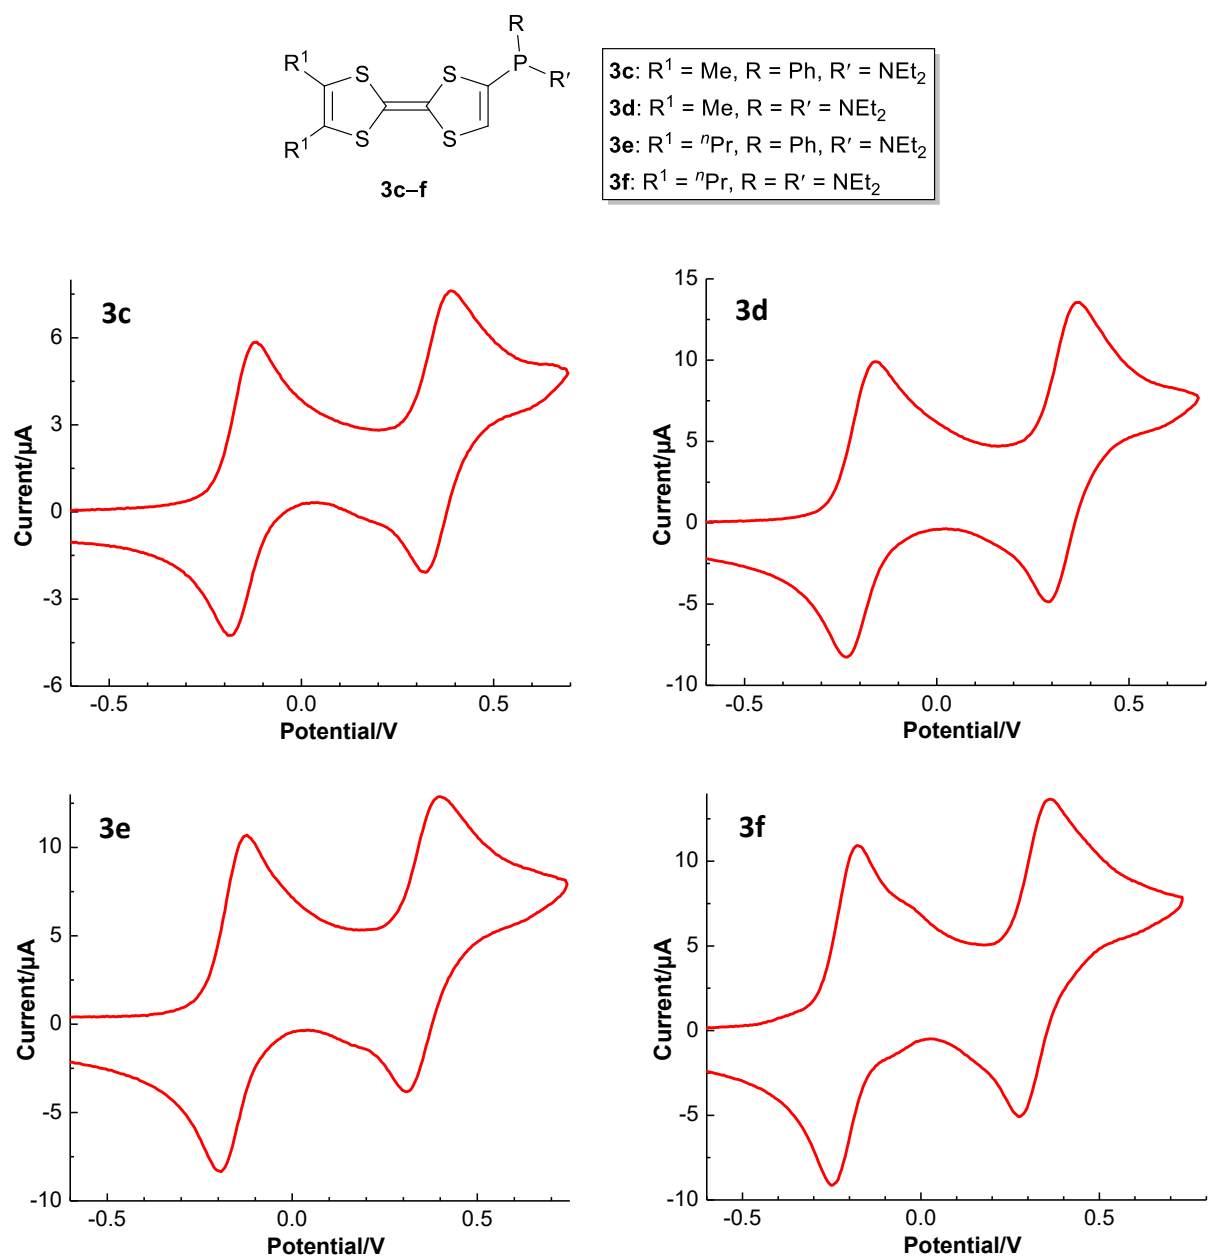 R
R¹
S
S
P
R′
S
S
R¹
3c–f
3c: R¹ = Me, R = Ph, R′ = NEt₂
3d: R¹ = Me, R = R′ = NEt₂
3e: R¹ = ⁿPr, R = Ph, R′ = NEt₂
3f: R¹ = ⁿPr, R = R′ = NEt₂
3c
6
3
0
-3
-6
Current/µA
-0.5
0.0
0.5
Potential/V
3d
15
10
5
0
-5
-10
Current/µA
-0.5
0.0
0.5
Potential/V
3e
10
5
0
-5
-10
Current/µA
-0.5
0.0
0.5
Potential/V
3f
10
5
0
-5
-10
Current/µA
-0.5
0.0
0.5
Potential/V